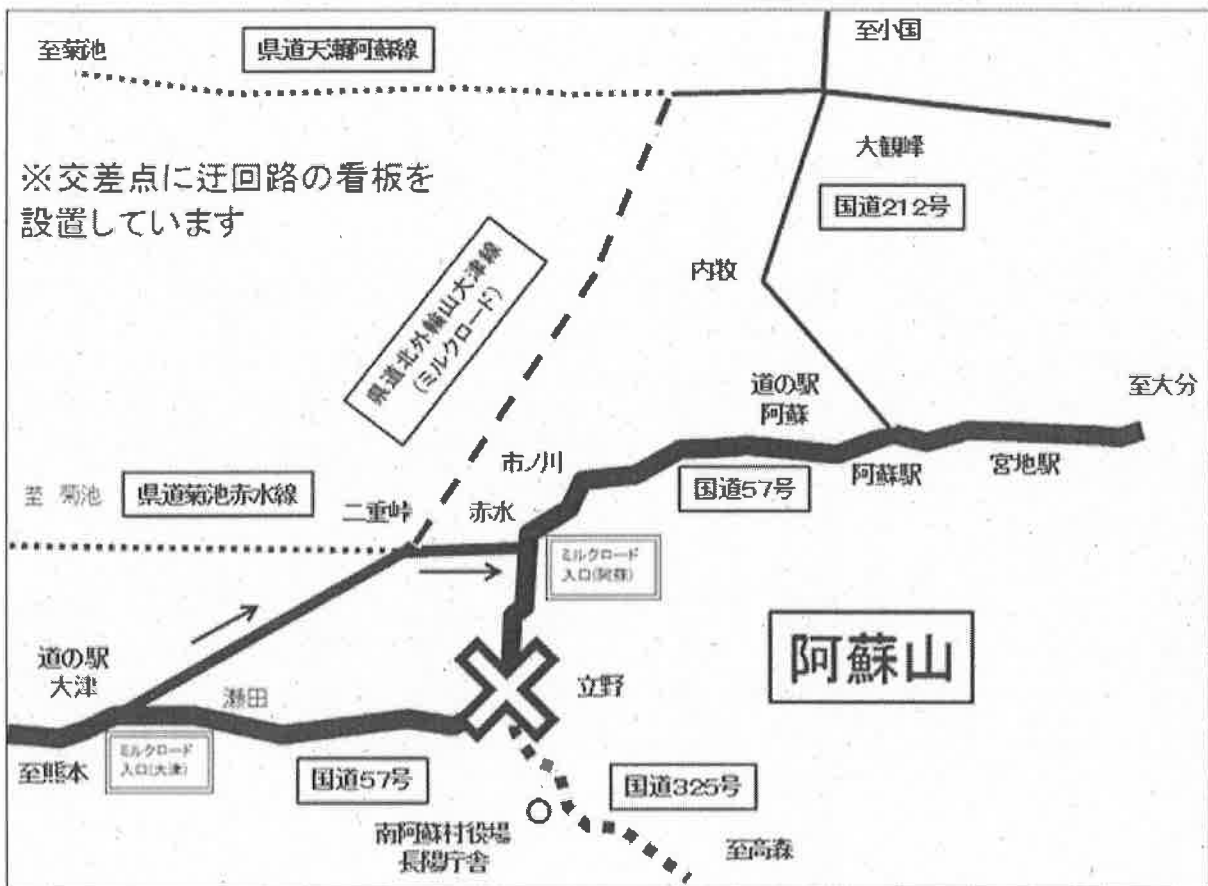 至菊池
県道天瀬阿蘇線
至小国
大観峰
国道212号
※交差点に迂回路の看板を
設置しています
県道北外輪山大津線
(ミルクロード)
内牧
道の駅
阿蘇
至大分
市ノ川
国道57号
阿蘇駅
宮地駅
至 菊池
県道菊池赤水線
二重峠
赤水
ミルクロード
入口(阿蘇)
阿蘇山
道の駅
大津
瀬田
立野
至熊本
ミルクロード
入口(大津)
国道57号
国道325号
南阿蘇村役場
長陽庁舎
至高森